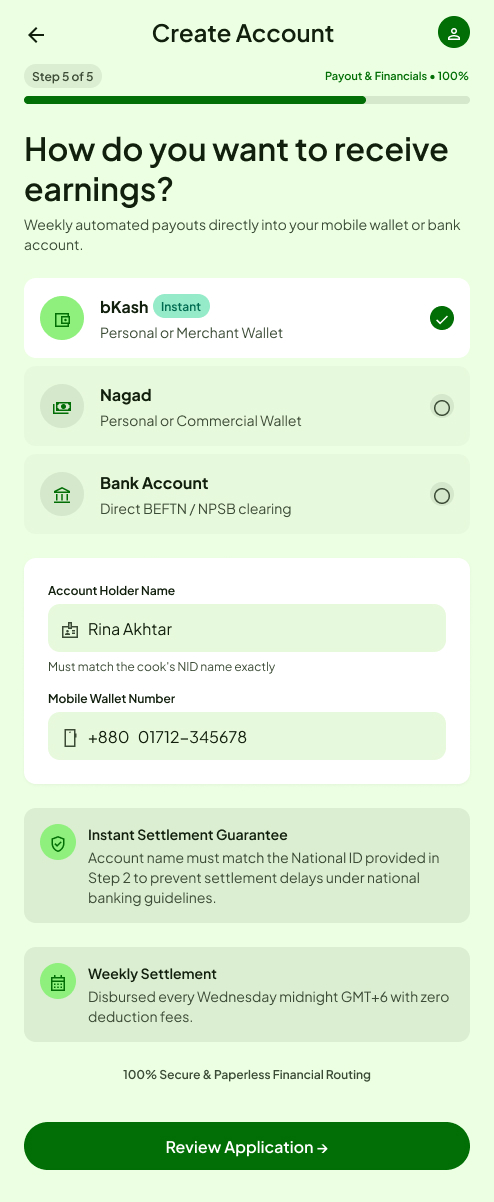 Create Account
Step 5 of 5
Payout & Financials • 100%
How do you want to receive
earnings?
Weekly automated payouts directly into your mobile wallet or bank
account.
bKash Instant
Personal or Merchant Wallet
Nagad
Personal or Commercial Wallet
Bank Account
Direct BEFTN / NPSB clearing
Account Holder Name
Rina Akhtar
Must match the cook's NID name exactly
Mobile Wallet Number
+880 01712-345678
Instant Settlement Guarantee
Account name must match the National ID provided in
Step 2 to prevent settlement delays under national
banking guidelines.
Weekly Settlement
Disbursed every Wednesday midnight GMT+6 with zero
deduction fees.
100% Secure & Paperless Financial Routing
Review Application →